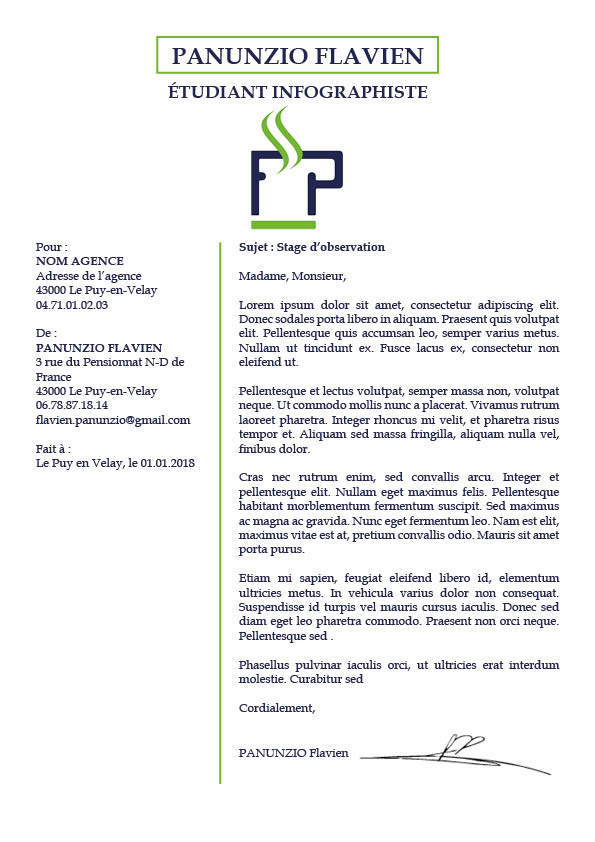 PANUNZIO FLAVIEN
ÉTUDIANT INFOGRAPHISTE
FP
Pour :
NOM AGENCE
Adresse de l'agence
43000 Le Puy-en-Velay
04.71.01.02.03
De :
PANUNZIO FLAVIEN
3 rue du Pensionnat N-D de
France
43000 Le Puy-en-Velay
06.78.87.18.14
flavien.panunzio@gmail.com
Fait à :
Le Puy en Velay, le 01.01.2018
Sujet : Stage d'observation
Madame, Monsieur,
Lorem ipsum dolor sit amet, consectetur adipiscing elit.
Donec sodales porta libero in aliquam. Praesent quis volutpat
elit. Pellentesque quis accumsan leo, semper varius metus.
Nullam ut tincidunt ex. Fusce lacus ex, consectetur non
eleifend ut.
Pellentesque et lectus volutpat, semper massa non, volutpat
neque. Ut commodo mollis nunc a placerat. Vivamus rutrum
laoreet pharetra. Integer rhoncus mi velit, et pharetra risus
tempor et. Aliquam sed massa fringilla, aliquam nulla vel,
finibus dolor.
Cras nec rutrum enim, sed convallis arcu. Integer et
pellentesque elit. Nullam eget maximus felis. Pellentesque
habitant morblementum fermentum suscipit. Sed maximus
ac magna ac gravida. Nunc eget fermentum leo. Nam est elit,
maximus vitae est at, pretium convallis odio. Mauris sit amet
porta purus.
Etiam mi sapien, feugiat eleifend libero id, elementum
ultricies metus. In vehicula varius dolor non consequat.
Suspendisse id turpis vel mauris cursus iaculis. Donec sed
diam eget leo pharetra commodo. Praesent non orci neque.
Pellentesque sed .
Phasellus pulvinar iaculis orci, ut ultricies erat interdum
molestie. Curabitur sed
Cordialement,
PANUNZIO Flavien